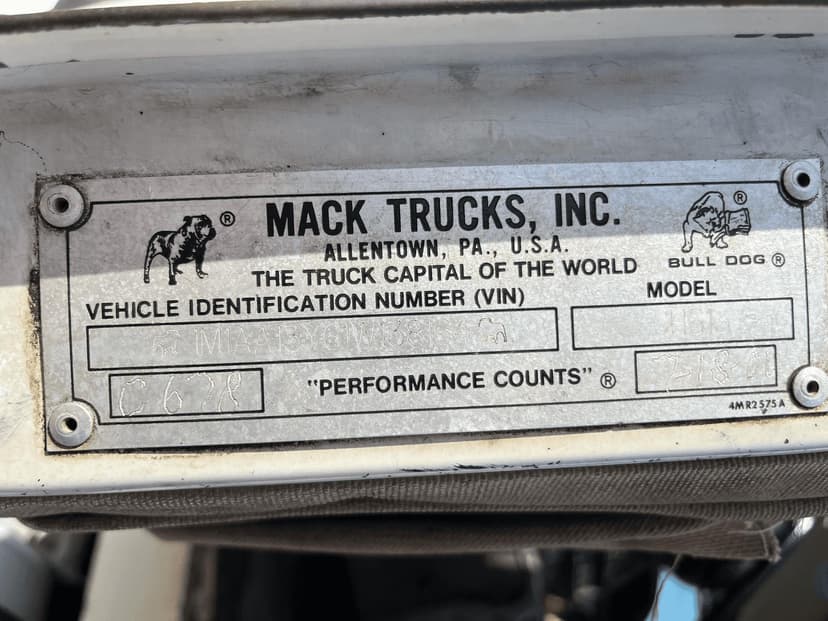 MACK TRUCKS, INC. ®
ALLENTOWN, PA., U.S.A.
THE TRUCK CAPITAL OF THE WORLD
® BULL DOG ®
VEHICLE IDENTIFICATION NUMBER (VIN)
MODEL
C678
"PERFORMANCE COUNTS" ®
4MR2575A